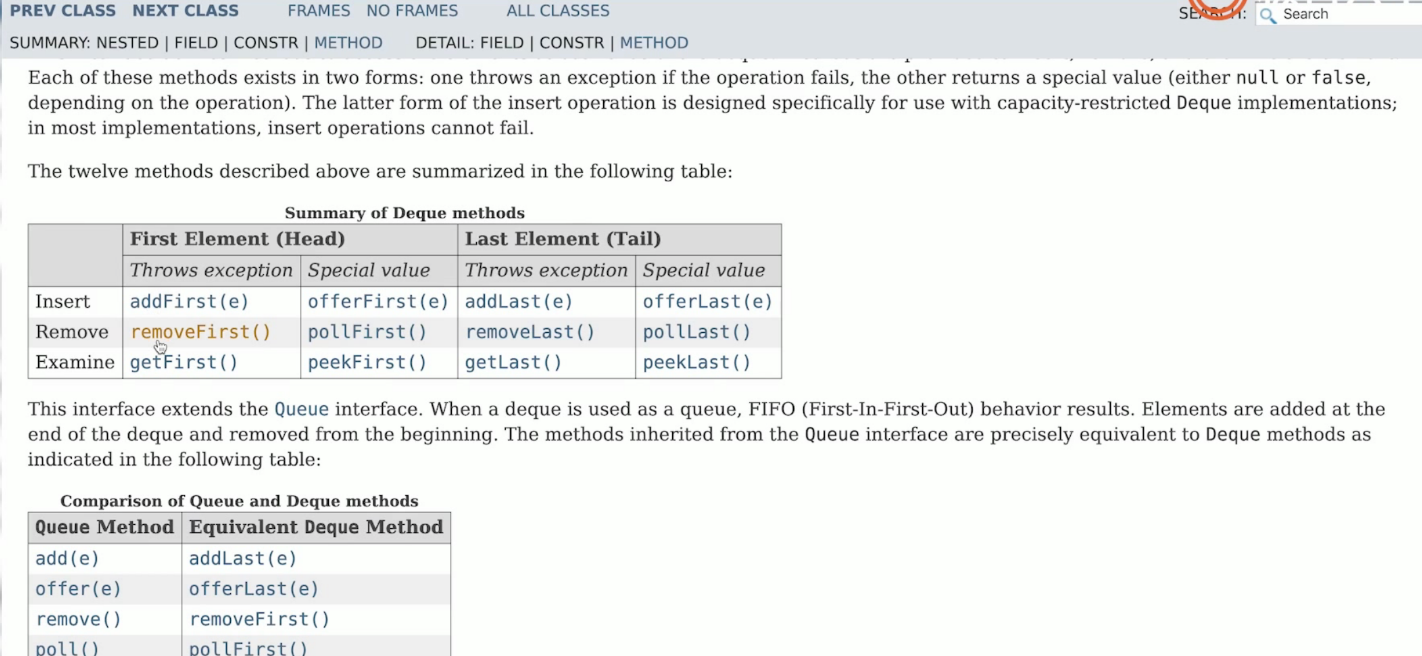 PREV CLASS NEXT CLASS FRAMES NO FRAMES ALL CLASSES SEARCH: Search
SUMMARY: NESTED | FIELD | CONSTR | METHOD DETAIL: FIELD | CONSTR | METHOD
Each of these methods exists in two forms: one throws an exception if the operation fails, the other returns a special value (either null or false,
depending on the operation). The latter form of the insert operation is designed specifically for use with capacity-restricted Deque implementations;
in most implementations, insert operations cannot fail.
The twelve methods described above are summarized in the following table:
Summary of Deque methods
First Element (Head) Last Element (Tail)
Throws exception Special value Throws exception Special value
Insert addFirst(e) offerFirst(e) addLast(e) offerLast(e)
Remove removeFirst() pollFirst() removeLast() pollLast()
Examine getFirst() peekFirst() getLast() peekLast()
This interface extends the Queue interface. When a deque is used as a queue, FIFO (First-In-First-Out) behavior results. Elements are added at the
end of the deque and removed from the beginning. The methods inherited from the Queue interface are precisely equivalent to Deque methods as
indicated in the following table:
Comparison of Queue and Deque methods
Queue Method Equivalent Deque Method
add(e) addLast(e)
offer(e) offerLast(e)
remove() removeFirst()
poll() pollFirst()